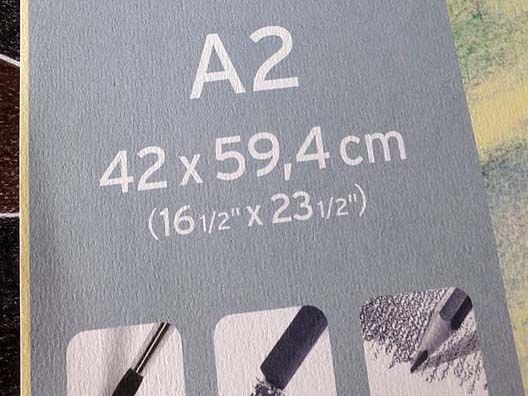 A2
42 x 59,4 cm
(16 1/2" x 23 1/2")